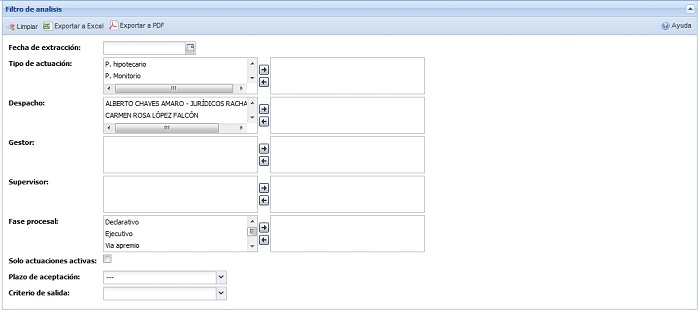 Filtro de analisis
Limpiar Exportar a Excel Exportar a PDF Ayuda
Fecha de extracción:
Tipo de actuación:
P. hipotecario
P. Monitorio
Despacho:
ALBERTO CHAVES AMARO - JURÍDICOS RACHA
CARMEN ROSA LÓPEZ FALCÓN
Gestor:
Supervisor:
Fase procesal:
Declarativo
Ejecutivo
Via apremio
Solo actuaciones activas:
Plazo de aceptación:
---
Criterio de salida: